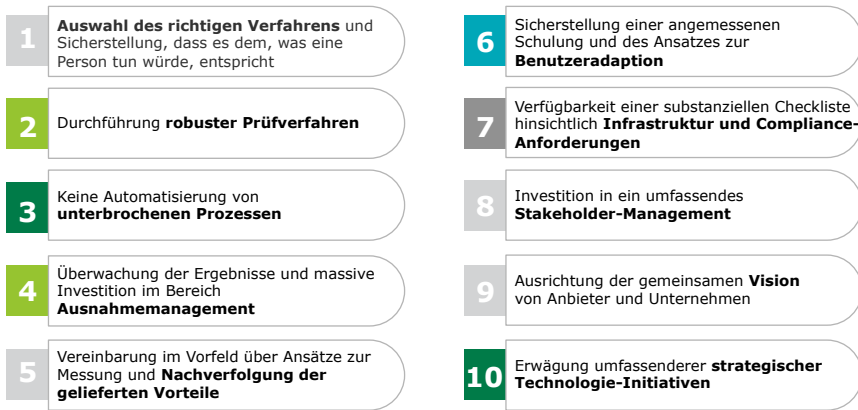 1
Auswahl des richtigen Verfahrens und
Sicherstellung, dass es dem, was eine
Person tun würde, entspricht
2
Durchführung robuster Prüfverfahren
3
Keine Automatisierung von
unterbrochenen Prozessen
4
Überwachung der Ergebnisse und massive
Investition im Bereich
Ausnahmemanagement
5
Vereinbarung im Vorfeld über Ansätze zur
Messung und Nachverfolgung der
gelieferten Vorteile
6
Sicherstellung einer angemessenen
Schulung und des Ansatzes zur
Benutzeradaption
7
Verfügbarkeit einer substanziellen Checkliste
hinsichtlich Infrastruktur und Compliance-
Anforderungen
8
Investition in ein umfassendes
Stakeholder-Management
9
Ausrichtung der gemeinsamen Vision
von Anbieter und Unternehmen
10
Erwägung umfassenderer strategischer
Technologie-Initiativen